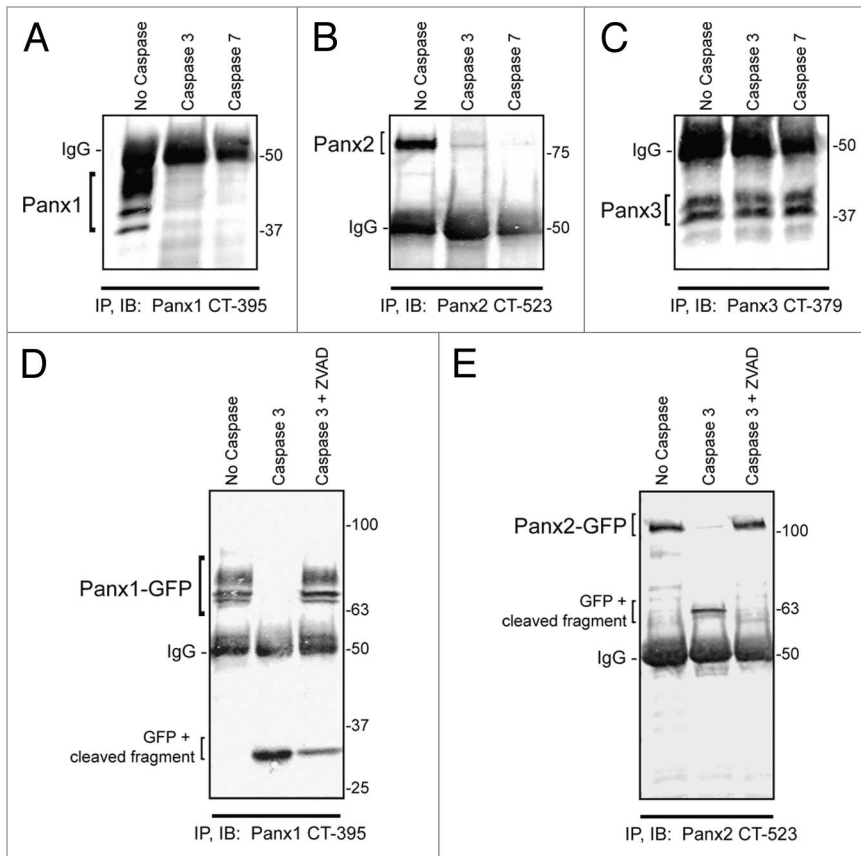 A
No Caspase
Caspase 3
Caspase 7
IgG -
-50
Panx1
-37
IP, IB: Panx1 CT-395
B
No Caspase
Caspase 3
Caspase 7
Panx2
-75
IgG -
-50
IP, IB: Panx2 CT-523
C
No Caspase
Caspase 3
Caspase 7
IgG -
-50
Panx3
-37
IP, IB: Panx3 CT-379
D
No Caspase
Caspase 3
Caspase 3 + ZVAD
-100
Panx1-GFP
-63
IgG -
-50
-37
GFP +
cleaved fragment
-25
IP, IB: Panx1 CT-395
E
No Caspase
Caspase 3
Caspase 3 + ZVAD
Panx2-GFP
-100
GFP +
cleaved fragment
-63
IgG -
-50
IP, IB: Panx2 CT-523